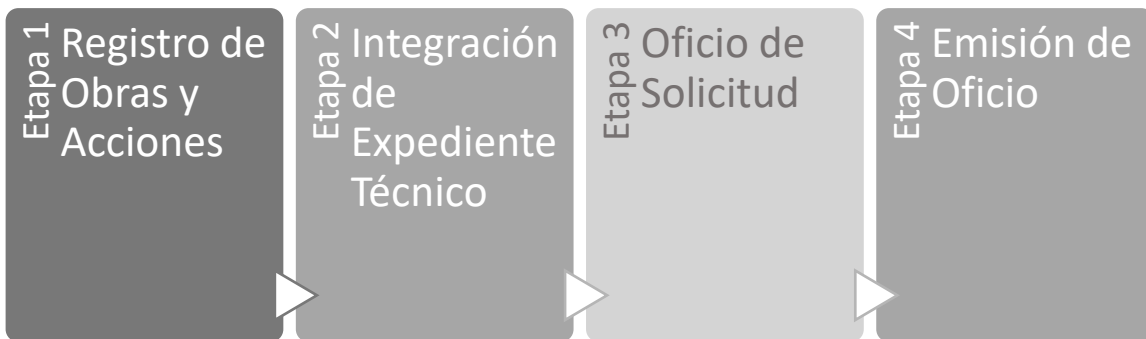 Etapa 1
Registro de
Obras y
Acciones
Etapa 2
Integración
de
Expediente
Técnico
Etapa 3
Oficio de
Solicitud
Etapa 4
Emisión de
Oficio